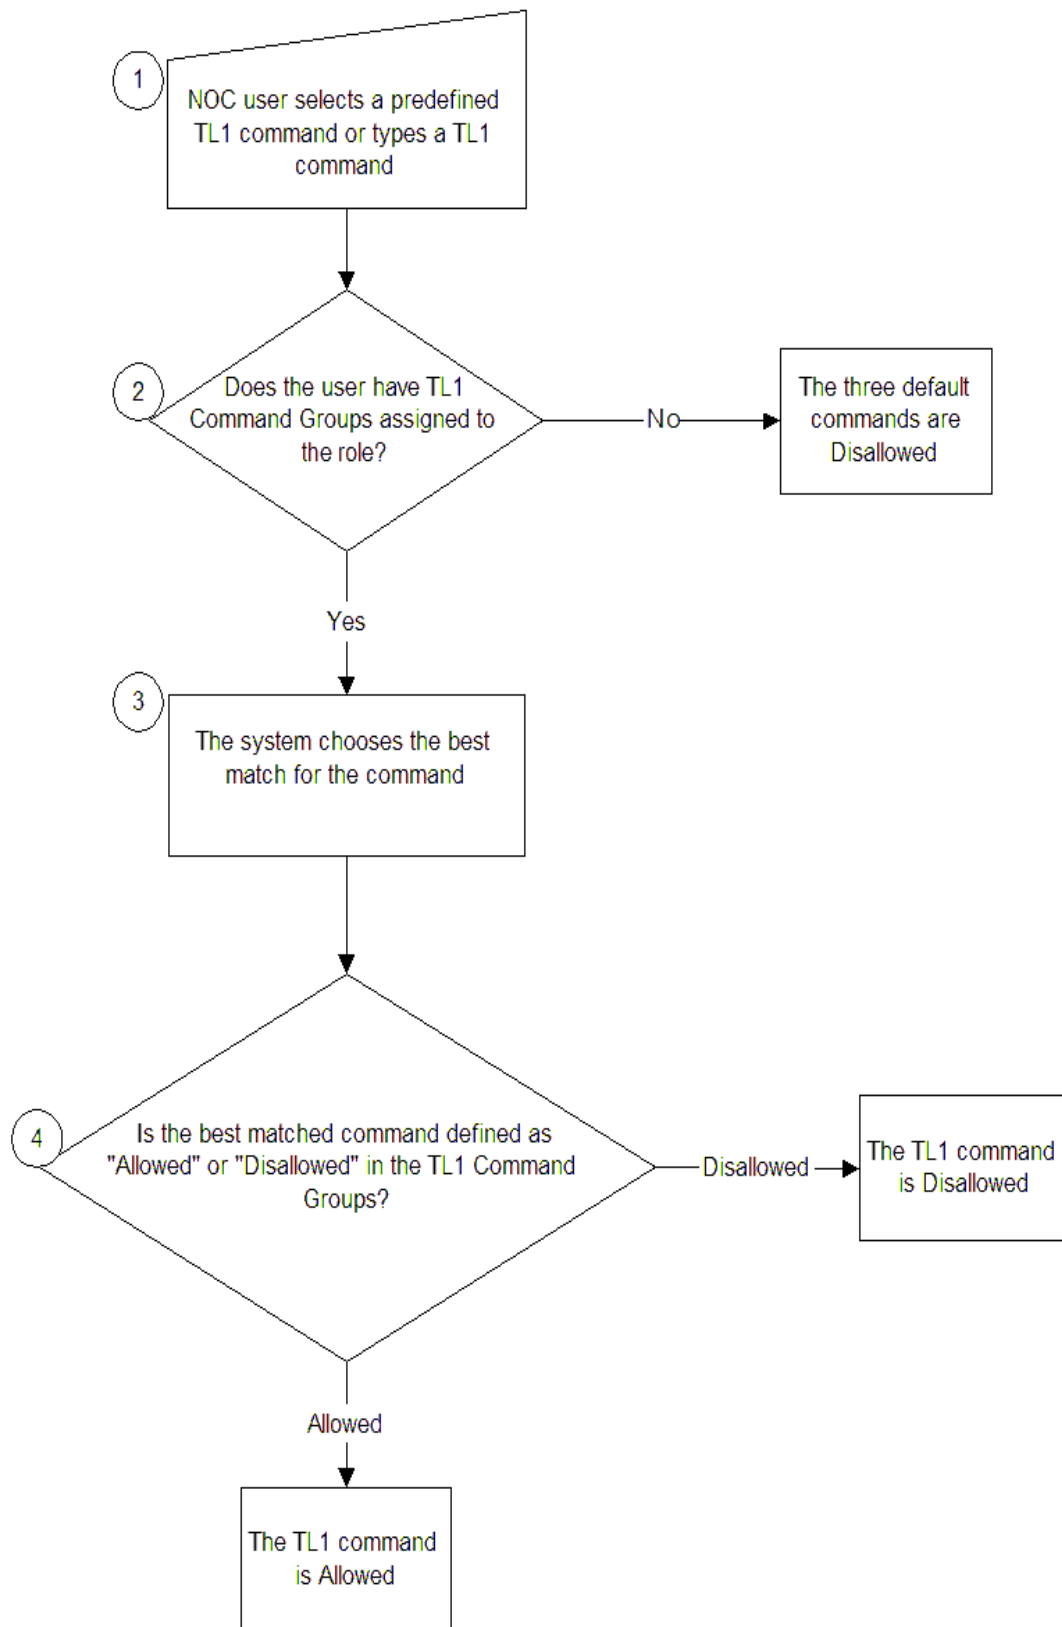 1
NOC user selects a predefined
TL1 command or types a TL1
command
2
Does the user have TL1
Command Groups assigned to
the role?
No
The three default
commands are
Disallowed
Yes
3
The system chooses the best
match for the command
4
Is the best matched command defined as
"Allowed" or "Disallowed" in the TL1 Command
Groups?
Disallowed
The TL1 command
is Disallowed
Allowed
The TL1 command
is Allowed